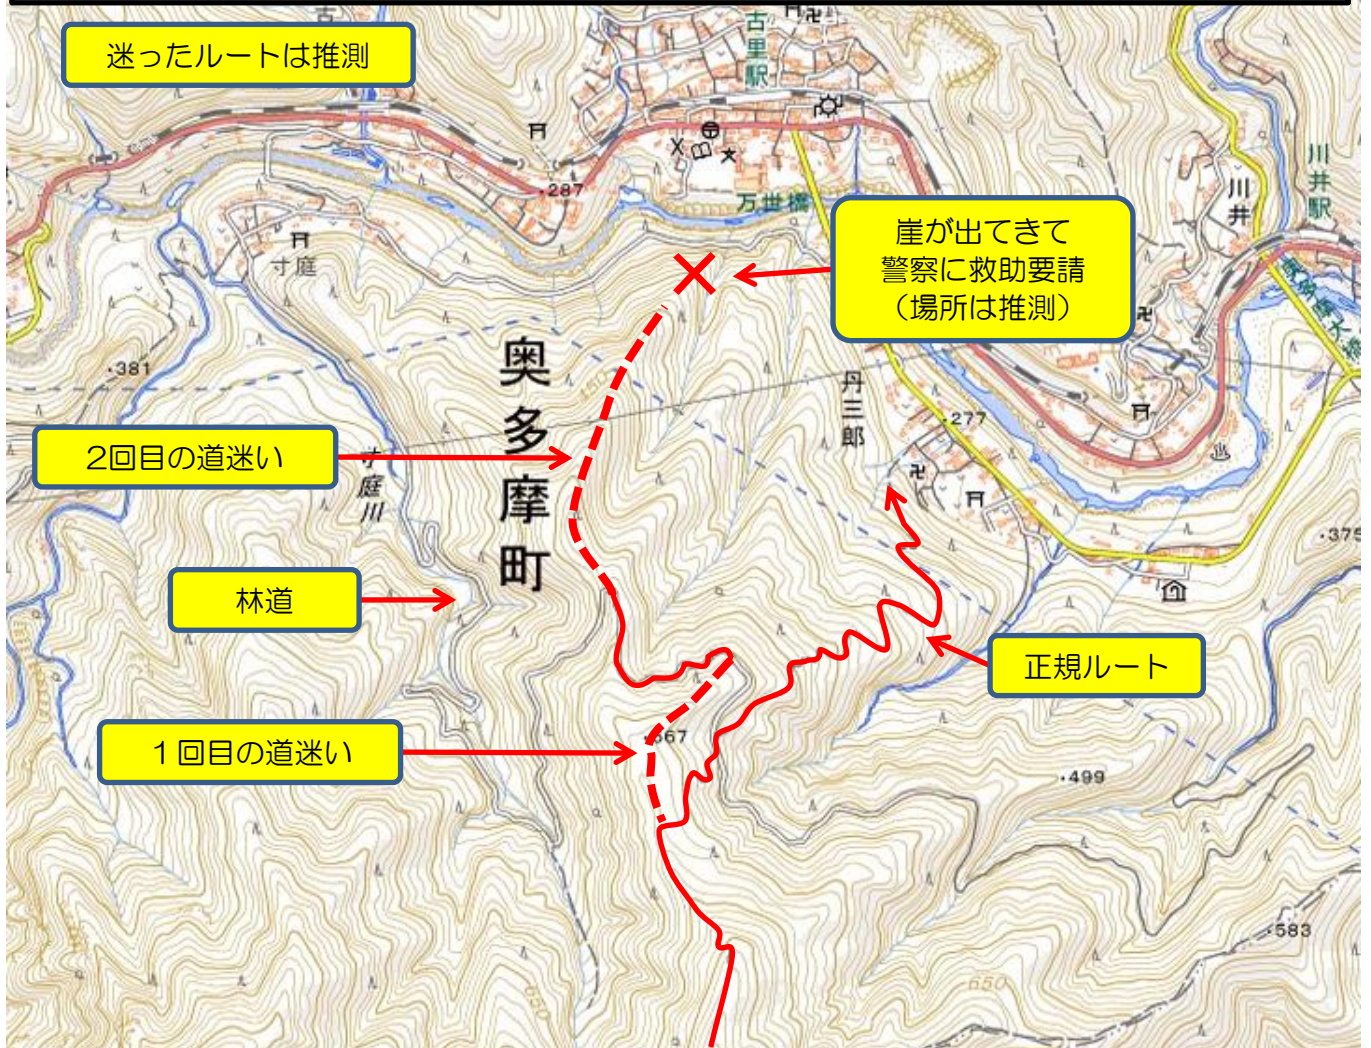 迷ったルートは推測
古里駅
万世橋
川井
川井駅
崖が出てきて
警察に救助要請
（場所は推測）
・287
寸庭
・381
奥多摩町
丹三郎
・277
2回目の道迷い
寸庭川
・375
林道
正規ルート
１回目の道迷い
・667
・499
・583
650